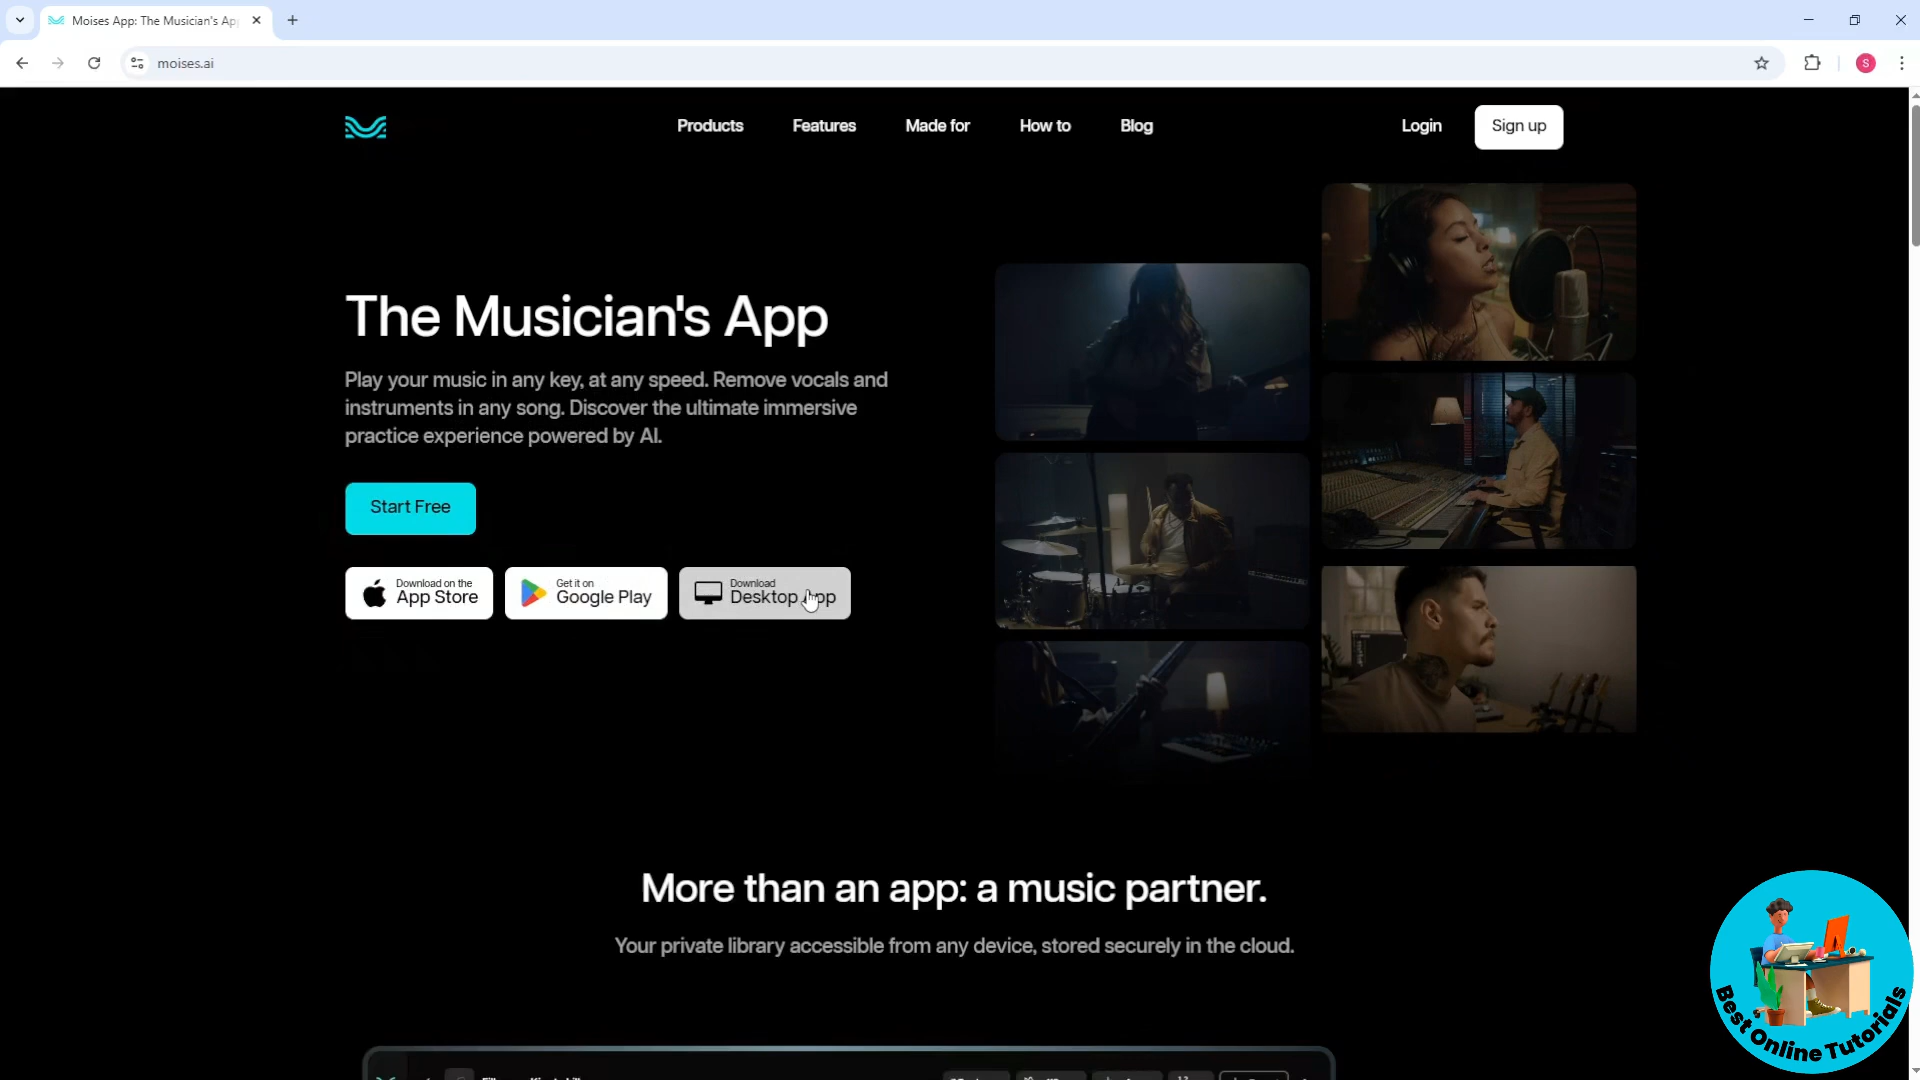 Moises App: The Musician's Ap
moises.ai
S
Products
Features
Made for
How to
Blog
Login
Sign up
The Musician's App
Play your music in any key, at any speed. Remove vocals and
instruments in any song. Discover the ultimate immersive
practice experience powered by AI.
Start Free
Download on the
App Store
Get it on
Google Play
Download
Desktop App
More than an app: a music partner.
Your private library accessible from any device, stored securely in the cloud.
Best Online Tutorials